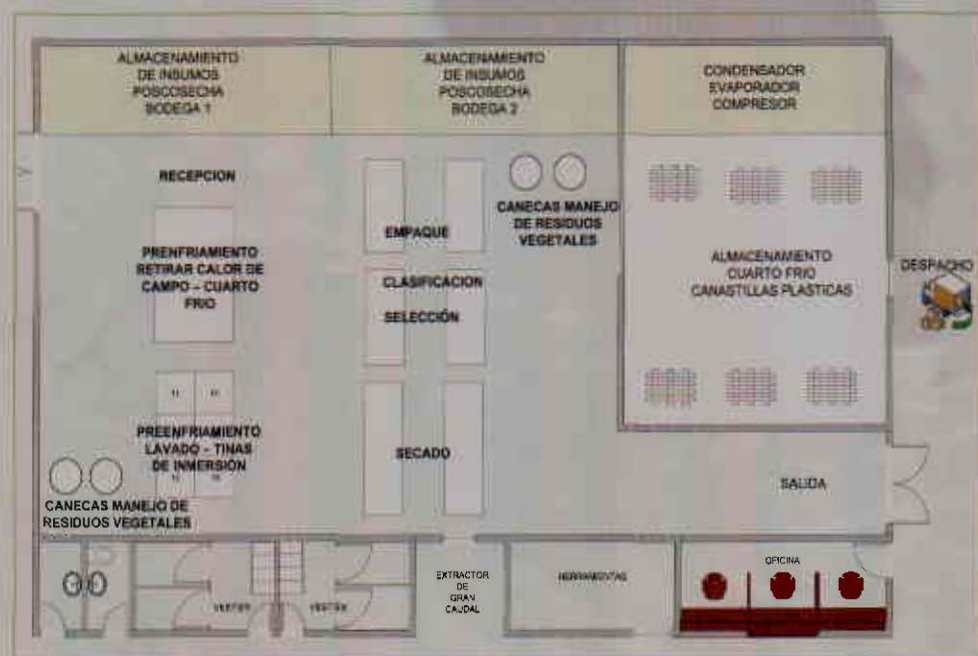 ALMACENAMIENTO
DE INSUMOS
POSCOSECHA
BODEGA 1
ALMACENAMIENTO
DE INSUMOS
POSCOSECHA
BODEGA 2
CONDENSADOR
EVAPORADOR
COMPRESOR
RECEPCION
PRENFRIAMIENTO
RETIRAR CALOR DE
CAMPO – CUARTO
FRIO
EMPAQUE
CLASIFICACION
SELECCIÓN
CANECAS MANEJO
DE RESIDUOS
VEGETALES
ALMACENAMIENTO
CUARTO FRIO
CANASTILLAS PLASTICAS
DESPACHO
PREENFRIAMIENTO
LAVADO – TINAS
DE INMERSIÓN
SECADO
SALIDA
CANECAS MANEJO DE
RESIDUOS VEGETALES
VESTIER
VESTIER
EXTRACTOR
DE
GRAN
CAUDAL
HERRAMIENTAS
OFICINA